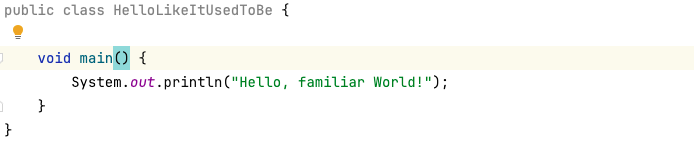 public class HelloLikeItUsedToBe {
void main() {
System.out.println("Hello, familiar World!");
}
}